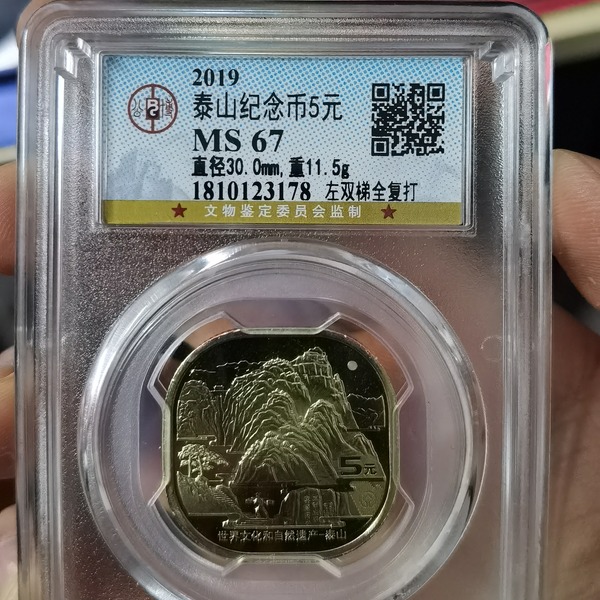 2019
泰山纪念币5元
MS 67
直径30.0mm,重11.5g
1810123178 左双梯全复打
★ 文物鉴定委员会监制 ★
5元
世界文化和自然遗产-泰山